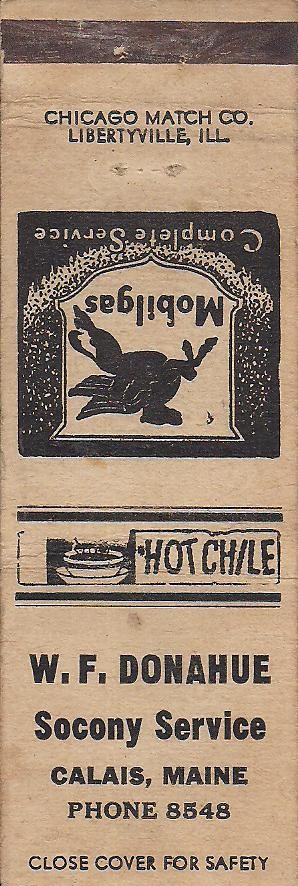 CHICAGO MATCH CO.
LIBERTYVILLE, ILL.
Complete Service
Mobilgas
HOT CHILE
W. F. DONAHUE
Socony Service
CALAIS, MAINE
PHONE 8548
CLOSE COVER FOR SAFETY